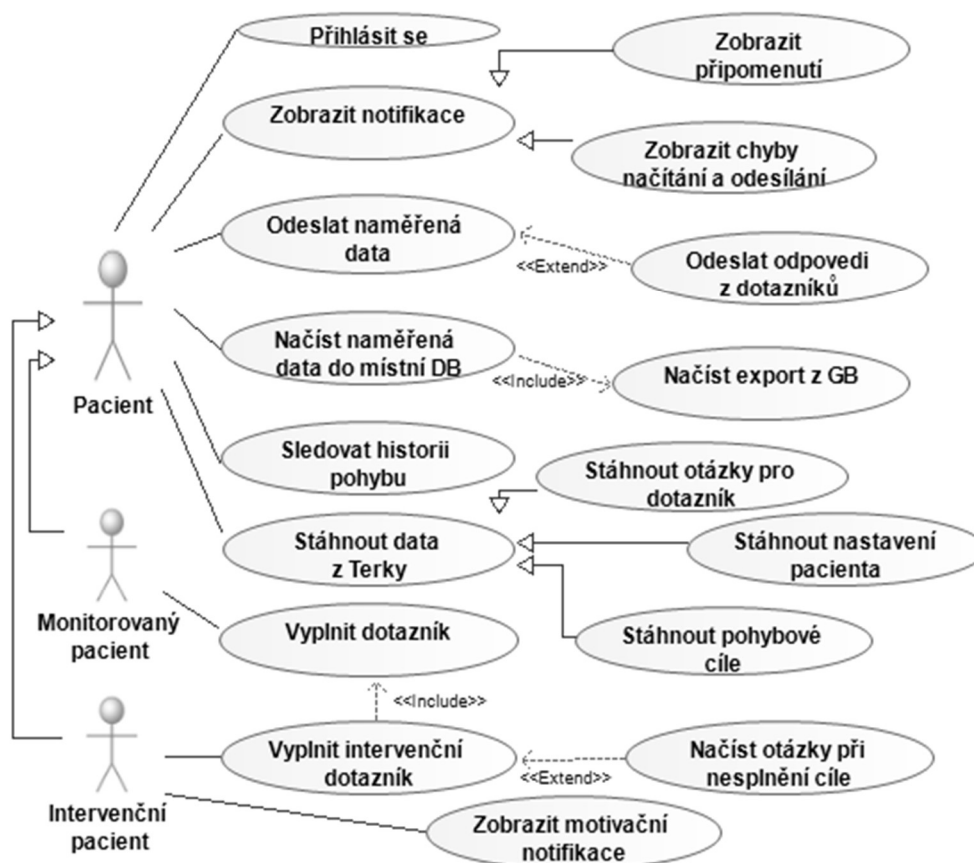 Přihlásit se
Zobrazit
připomenutí
Zobrazit notifikace
Zobrazit chyby
načítání a odesílání
Odeslat naměřená
data
<<Extend>>
Odeslat odpovedi
z dotazníků
Načíst naměřená
data do místní DB
<<Include>>
Načíst export z GB
Pacient
Sledovat historii
pohybu
Stáhnout otázky pro
dotazník
Stáhnout data
z Terky
Stáhnout nastavení
pacienta
Monitorovaný
pacient
Vyplnit dotazník
Stáhnout pohybové
cíle
<<Include>>
Vyplnit intervenční
dotazník
<<Extend>>
Načíst otázky při
nesplnění cíle
Intervenční
pacient
Zobrazit motivační
notifikace